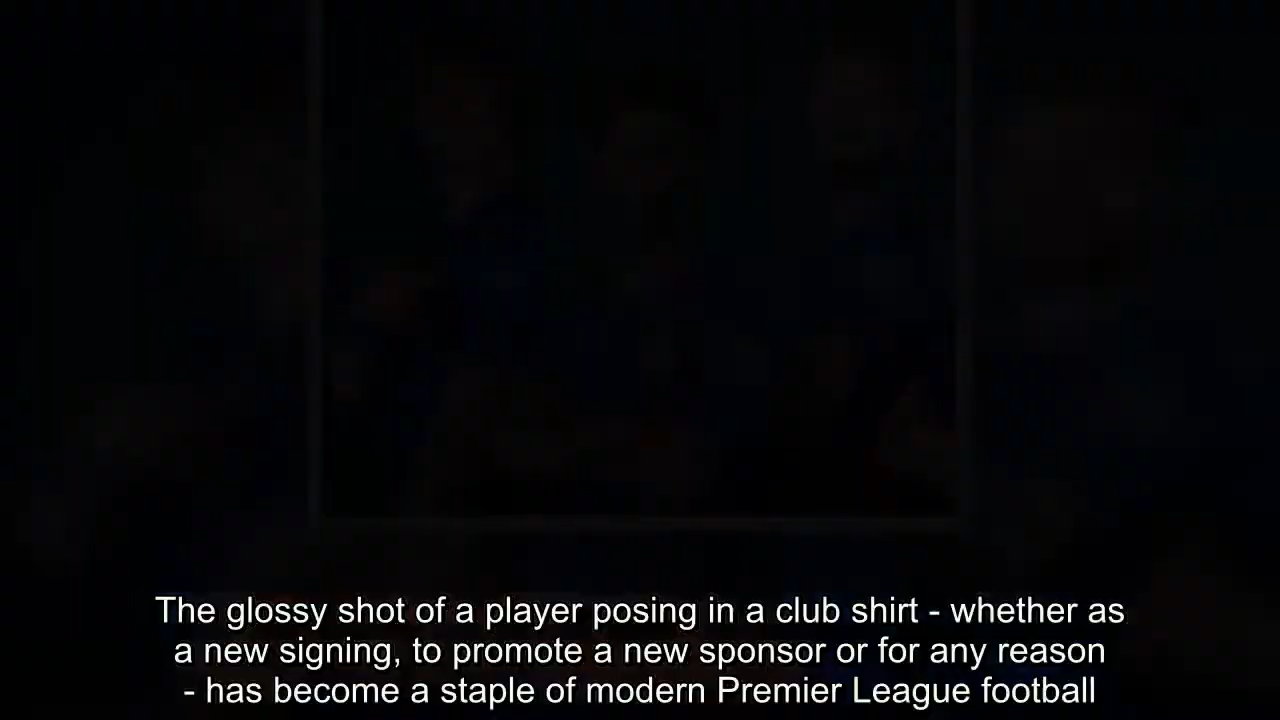 The glossy shot of a player posing in a club shirt - whether as
a new signing, to promote a new sponsor or for any reason
- has become a staple of modern Premier League football